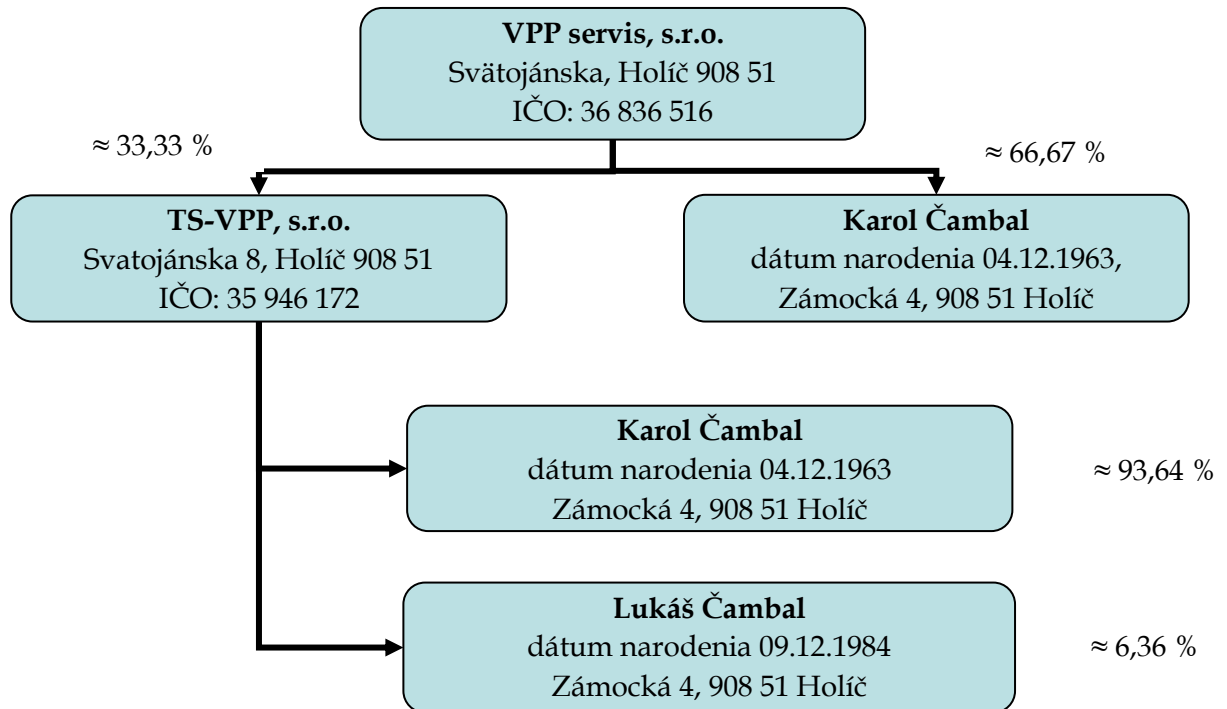 VPP servis, s.r.o.
Svätojánska, Holíč 908 51
IČO: 36 836 516
≈ 33,33 %
≈ 66,67 %
TS-VPP, s.r.o.
Svatojánska 8, Holíč 908 51
IČO: 35 946 172
Karol Čambal
dátum narodenia 04.12.1963,
Zámocká 4, 908 51 Holíč
Karol Čambal
dátum narodenia 04.12.1963
Zámocká 4, 908 51 Holíč
≈ 93,64 %
Lukáš Čambal
dátum narodenia 09.12.1984
Zámocká 4, 908 51 Holíč
≈ 6,36 %